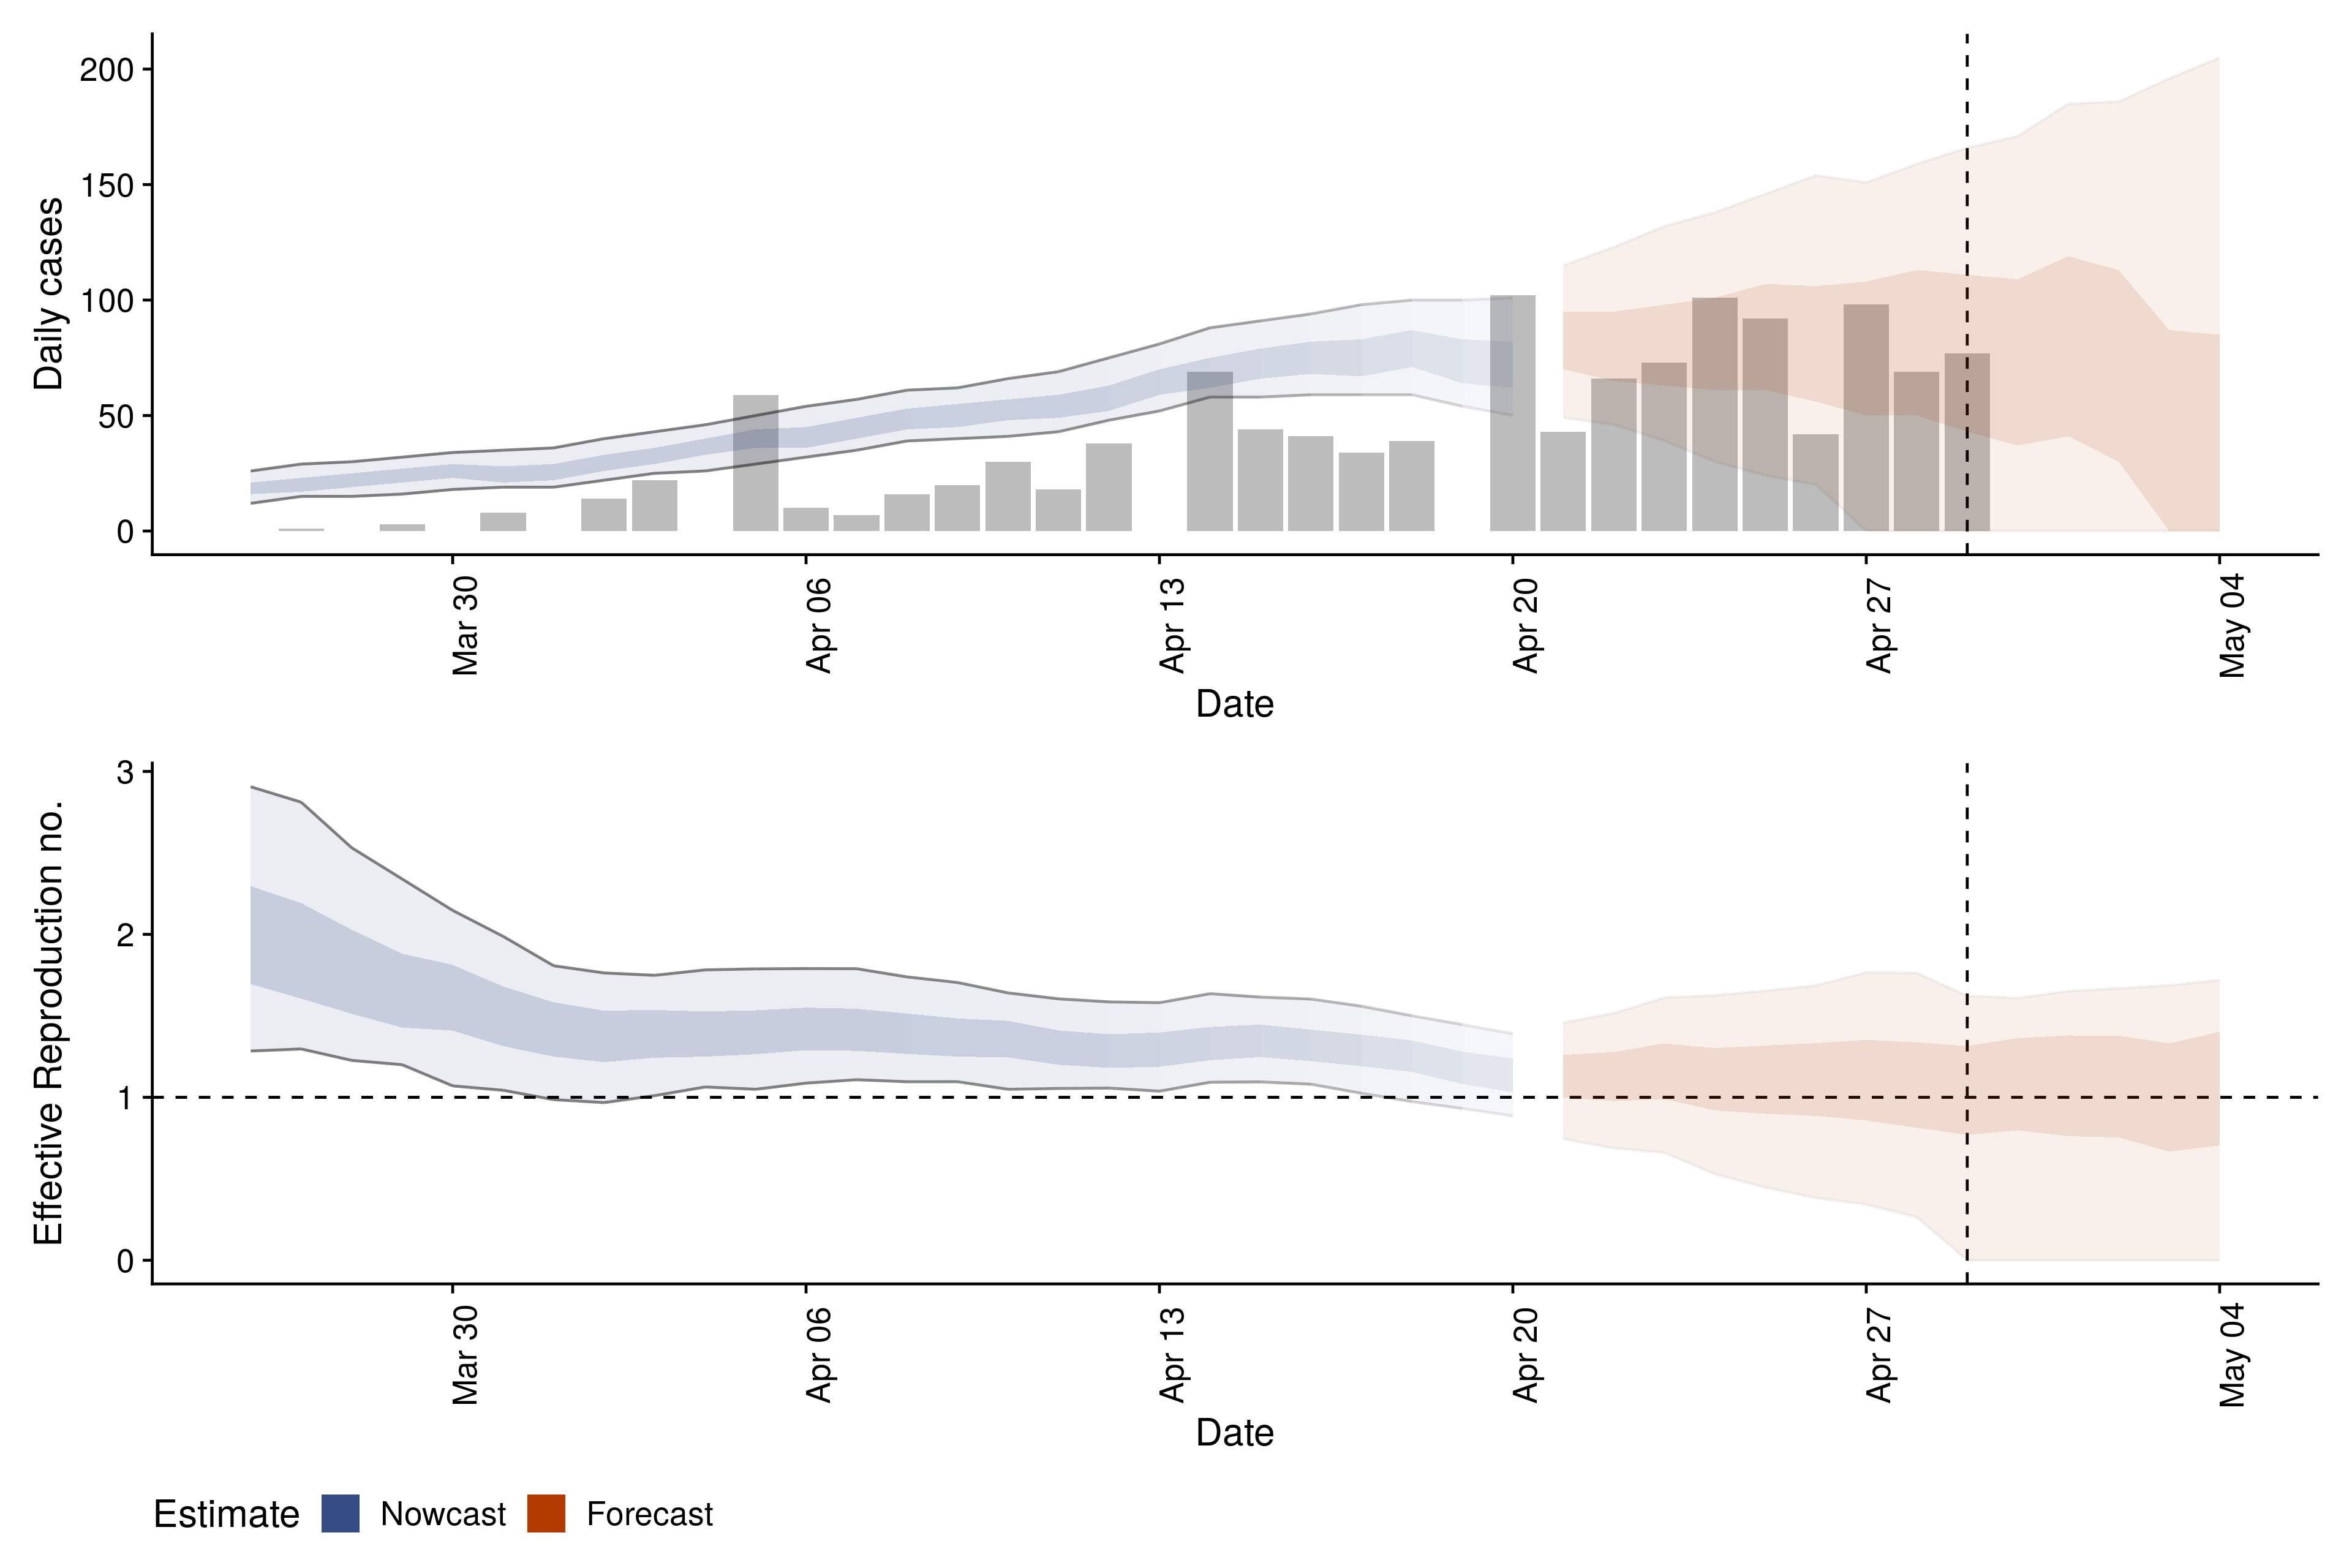 Daily cases
200
150
100
50
0
Mar 30
Apr 06
Apr 13
Apr 20
Apr 27
May 04
Date
Effective Reproduction no.
3
2
1
0
Mar 30
Apr 06
Apr 13
Apr 20
Apr 27
May 04
Date
Estimate Nowcast Forecast